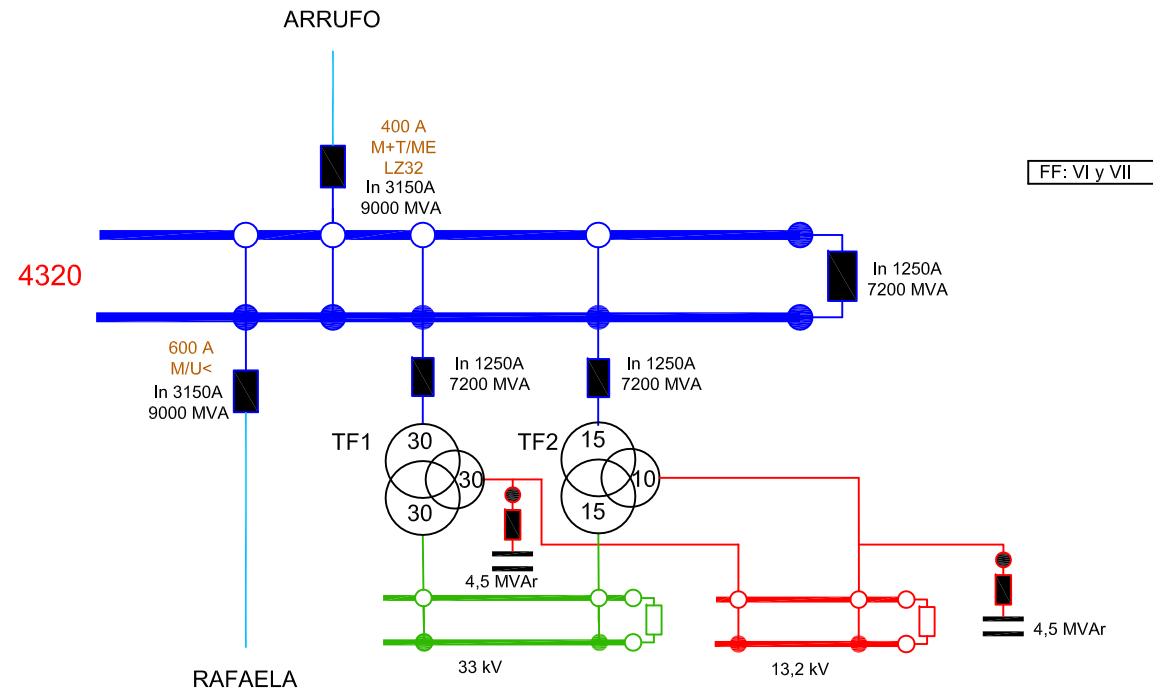 ARRUFO
400 A
M+T/ME
LZ32
In 3150A
9000 MVA
FF: VI y VII
4320
In 1250A
7200 MVA
600 A
M/U<
In 3150A
9000 MVA
In 1250A
7200 MVA
In 1250A
7200 MVA
TF1
30
30
30
TF2
15
10
15
4,5 MVAr
4,5 MVAr
33 kV
13,2 kV
RAFAELA